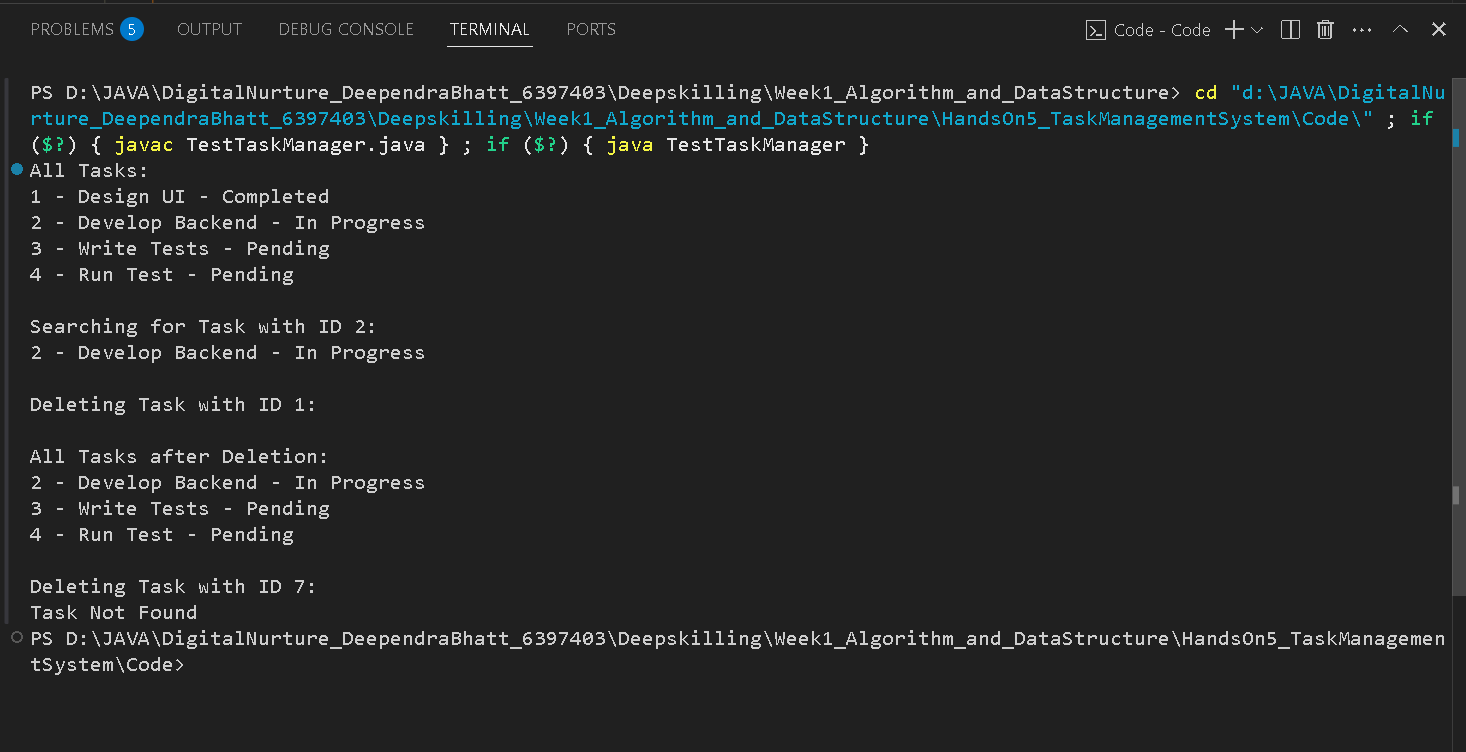 PROBLEMS 5 OUTPUT DEBUG CONSOLE TERMINAL PORTS Code - Code
PS D:\JAVA\DigitalNurture_DeependraBhatt_6397403\Deepskilling\Week1_Algorithm_and_DataStructure> cd "d:\JAVA\DigitalNu
rture_DeependraBhatt_6397403\Deepskilling\Week1_Algorithm_and_DataStructure\HandsOn5_TaskManagementSystem\Code\" ; if
($?) { javac TestTaskManager.java } ; if ($?) { java TestTaskManager }
All Tasks:
1 - Design UI - Completed
2 - Develop Backend - In Progress
3 - Write Tests - Pending
4 - Run Test - Pending
Searching for Task with ID 2:
2 - Develop Backend - In Progress
Deleting Task with ID 1:
All Tasks after Deletion:
2 - Develop Backend - In Progress
3 - Write Tests - Pending
4 - Run Test - Pending
Deleting Task with ID 7:
Task Not Found
PS D:\JAVA\DigitalNurture_DeependraBhatt_6397403\Deepskilling\Week1_Algorithm_and_DataStructure\HandsOn5_TaskManagemen
tSystem\Code>